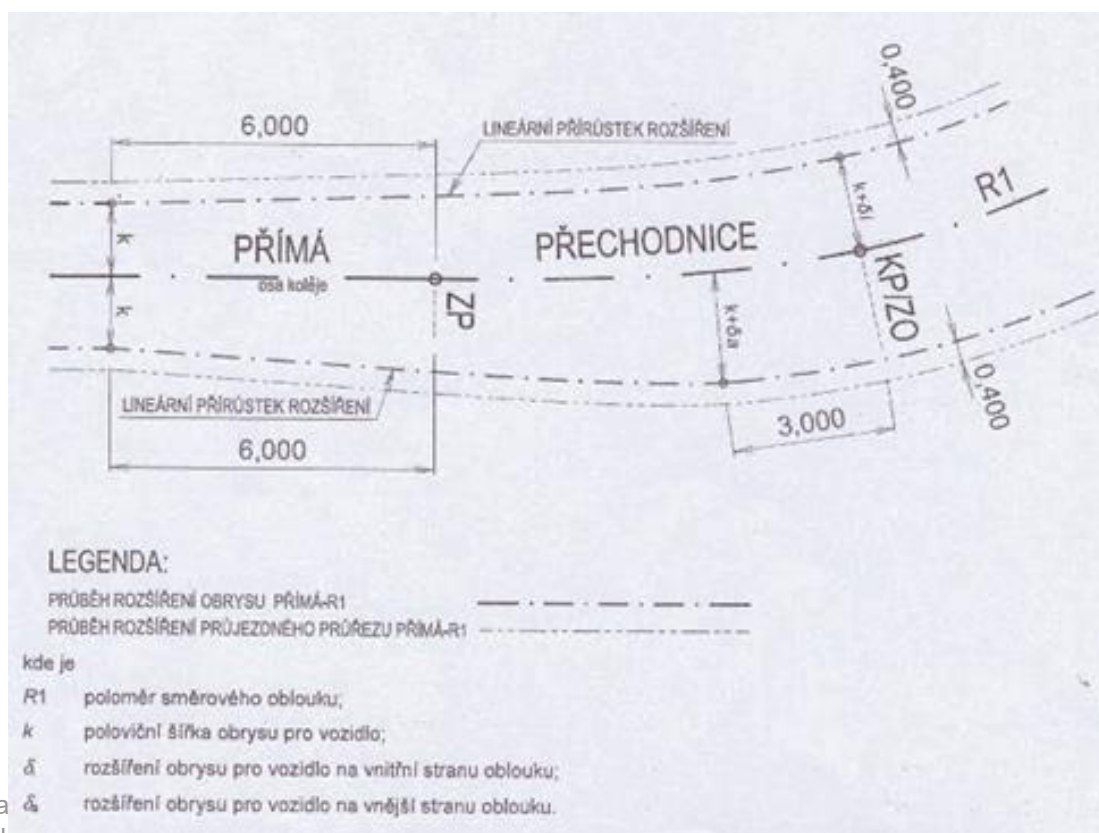 0,400
6,000
LINEÁRNÍ PŘÍRŮSTEK ROZŠÍŘENÍ
k+δi
R1
k
PŘÍMÁ
PŘECHODNICE
osa koleje
ZP
KP/ZO
k
k+δa
LINEÁRNÍ PŘÍRŮSTEK ROZŠÍŘENÍ
3,000
0,400
6,000
LEGENDA:
PRŮBĚH ROZŠÍŘENÍ OBRYSU PŘÍMÁ-R1
PRŮBĚH ROZŠÍŘENÍ PRŮJEZDNÉHO PRŮŘEZU PŘÍMÁ-R1
kde je
R1 poloměr směrového oblouku;
k poloviční šířka obrysu pro vozidlo;
δi rozšíření obrysu pro vozidlo na vnitřní stranu oblouku;
δa rozšíření obrysu pro vozidlo na vnější stranu oblouku.